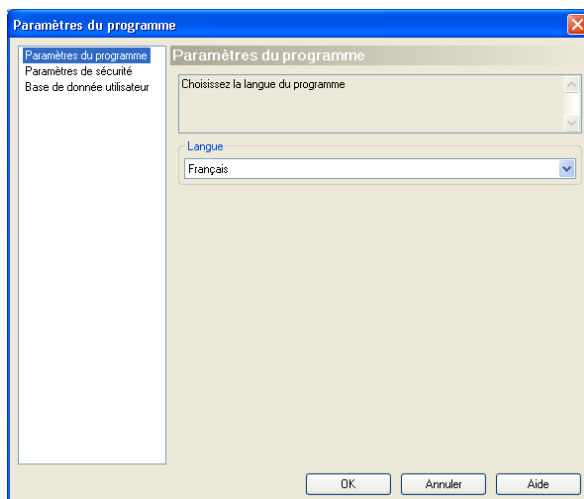 Paramètres du programme
Paramètres du programme
Paramètres de sécurité
Base de donnée utilisateur
Paramètres du programme
Choisissez la langue du programme
Langue
Français
OK
Annuler
Aide